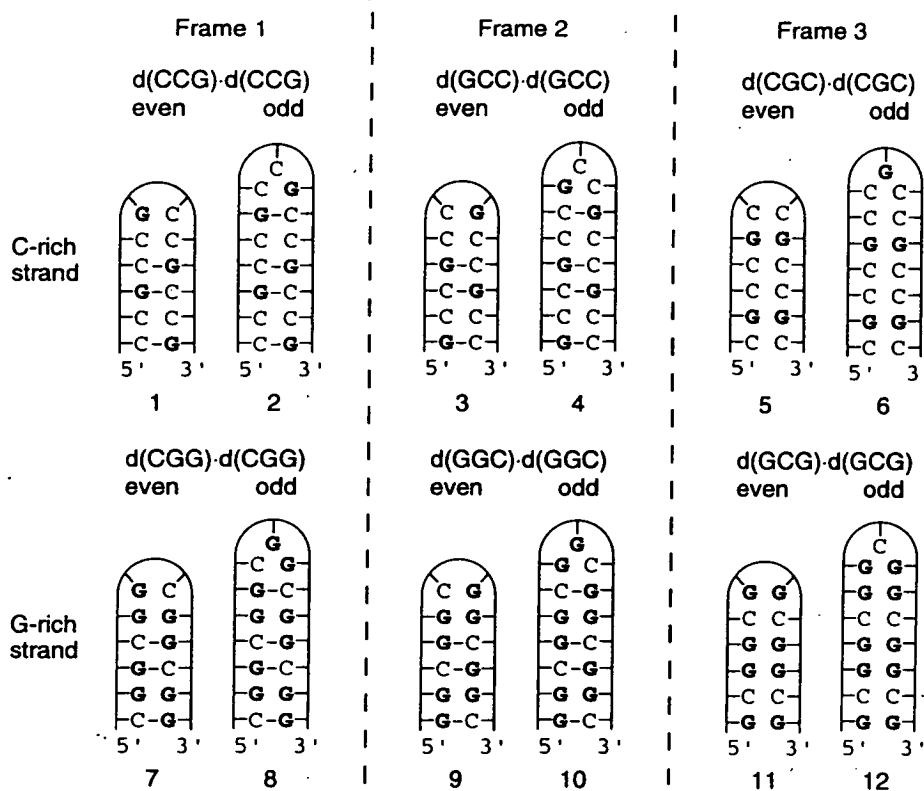 Frame 1 Frame 2 Frame 3
d(CCG)·d(CCG) d(GCC)·d(GCC) d(CGC)·d(CGC)
even odd even odd even odd
C C G
C G G C C C
G C G-C C G C-G C C C C
C C C C C C C C G G G G
C-rich
strand
C-G C-G G-C G-C C C C C
G-C G-C C-G C-G C C C C
C C C C C C C C G G G G
C-G C-G G-C G-C C C C C
5' 3' 5' 3' 5' 3' 5' 3' 5' 3' 5' 3
1 2 3 4 5 6
d(CGG)·d(CGG) d(GGC)·d(GGC) d(GCG)·d(GCG)
even odd even odd even odd
G G C
C G G C G G
G C G-C C G C-G G G G G
G G G G G G G G C C C C
G-rich
strand
C-G C-G G-C G-C G G G G
G-C G-C C-G C-G G G G G
G G G G G G G G C C C C
C-G C-G G-C G-C G G G G
5' 3' 5' 3' 5' 3' 5' 3' 5' 3' 5' 3'
7 8 9 10 11 12